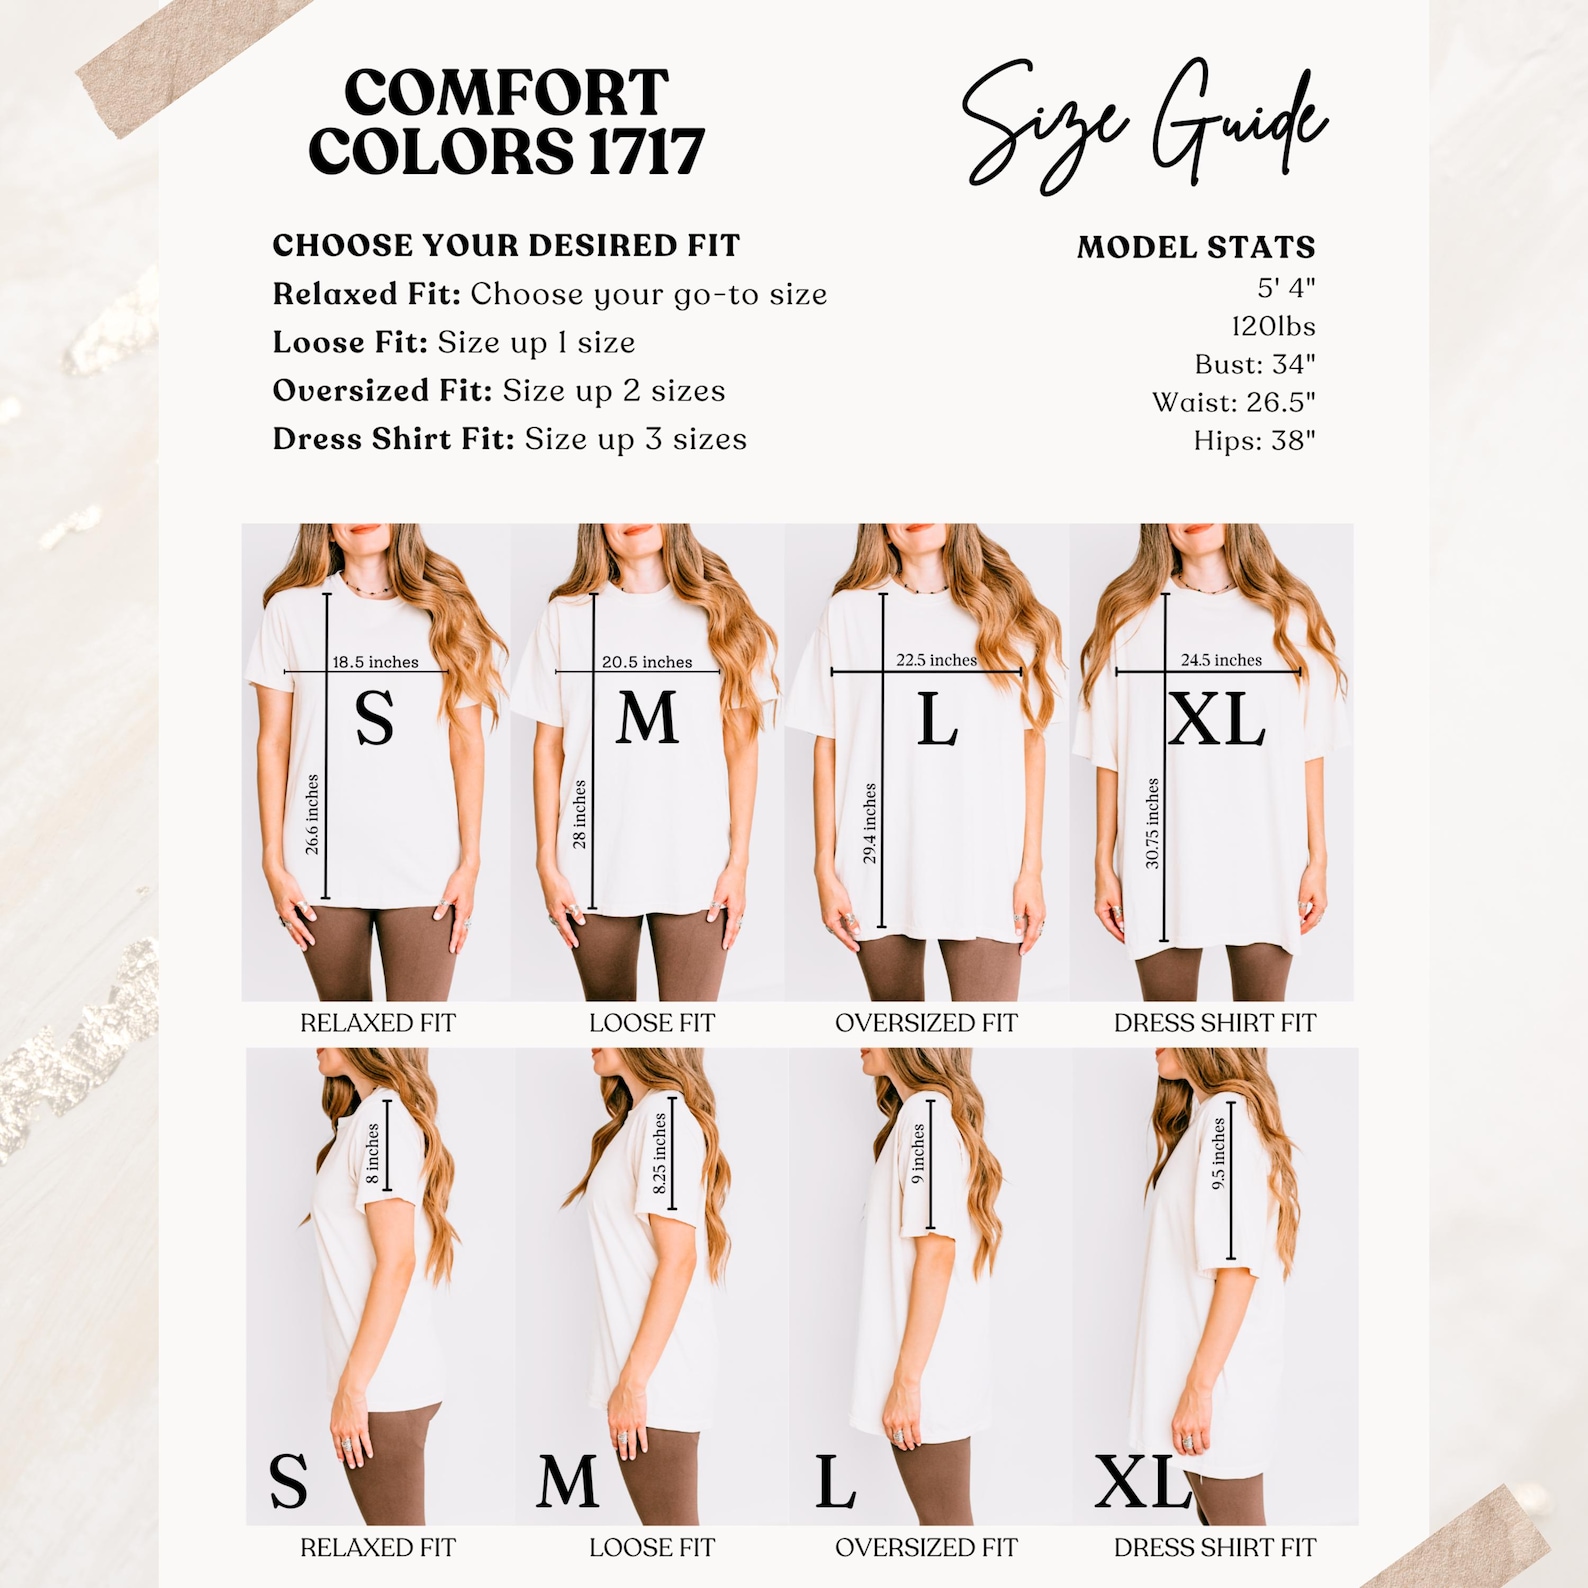 COMFORT
COLORS 1717
Size Guide
CHOOSE YOUR DESIRED FIT
Relaxed Fit: Choose your go-to size
Loose Fit: Size up 1 size
Oversized Fit: Size up 2 sizes
Dress Shirt Fit: Size up 3 sizes
MODEL STATS
5' 4"
120lbs
Bust: 34"
Waist: 26.5"
Hips: 38"
18.5 inches
S
26.6 inches
20.5 inches
M
28 inches
22.5 inches
L
29.4 inches
24.5 inches
XL
30.75 inches
RELAXED FIT
LOOSE FIT
OVERSIZED FIT
DRESS SHIRT FIT
8 inches
S
8.25 inches
M
9 inches
L
9.5 inches
XL
RELAXED FIT
LOOSE FIT
OVERSIZED FIT
DRESS SHIRT FIT